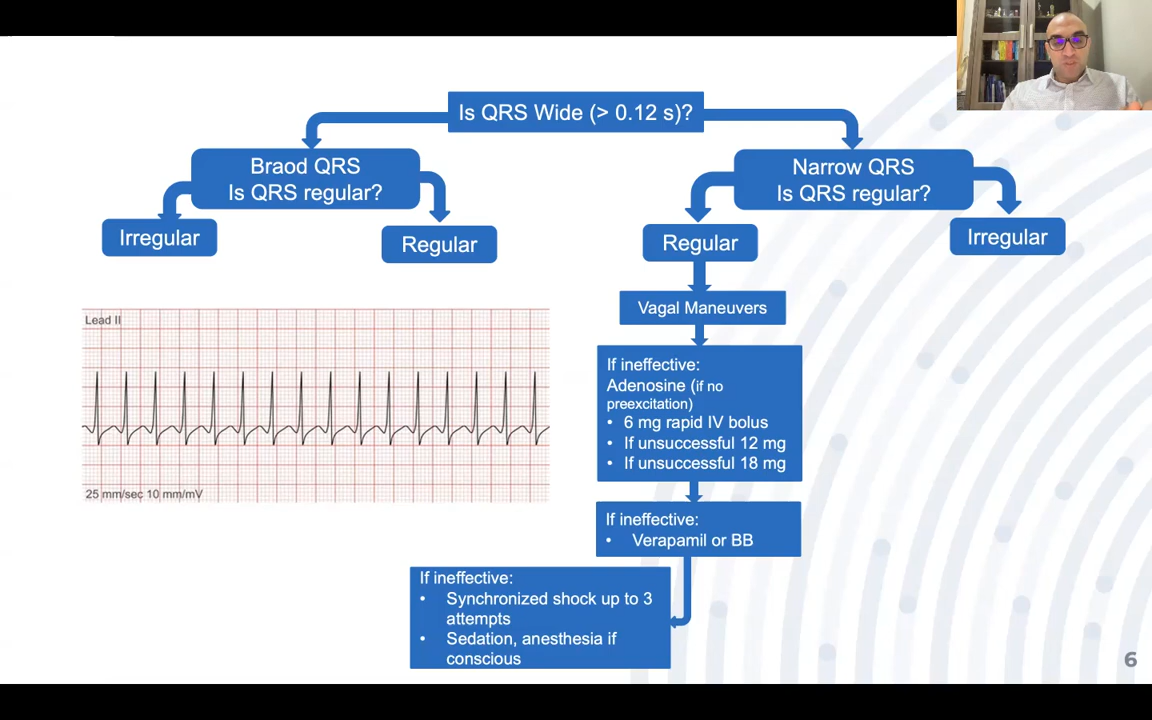 Is QRS Wide (> 0.12 s)?
Braod QRS
Is QRS regular?
Narrow QRS
Is QRS regular?
Irregular
Regular
Regular
Irregular
Vagal Maneuvers
If ineffective:
Adenosine (if no
preexcitation)
• 6 mg rapid IV bolus
• If unsuccessful 12 mg
• If unsuccessful 18 mg
If ineffective:
• Verapamil or BB
If ineffective:
• Synchronized shock up to 3
attempts
• Sedation, anesthesia if
conscious
Lead II
25 mm/sec 10 mm/mV
6